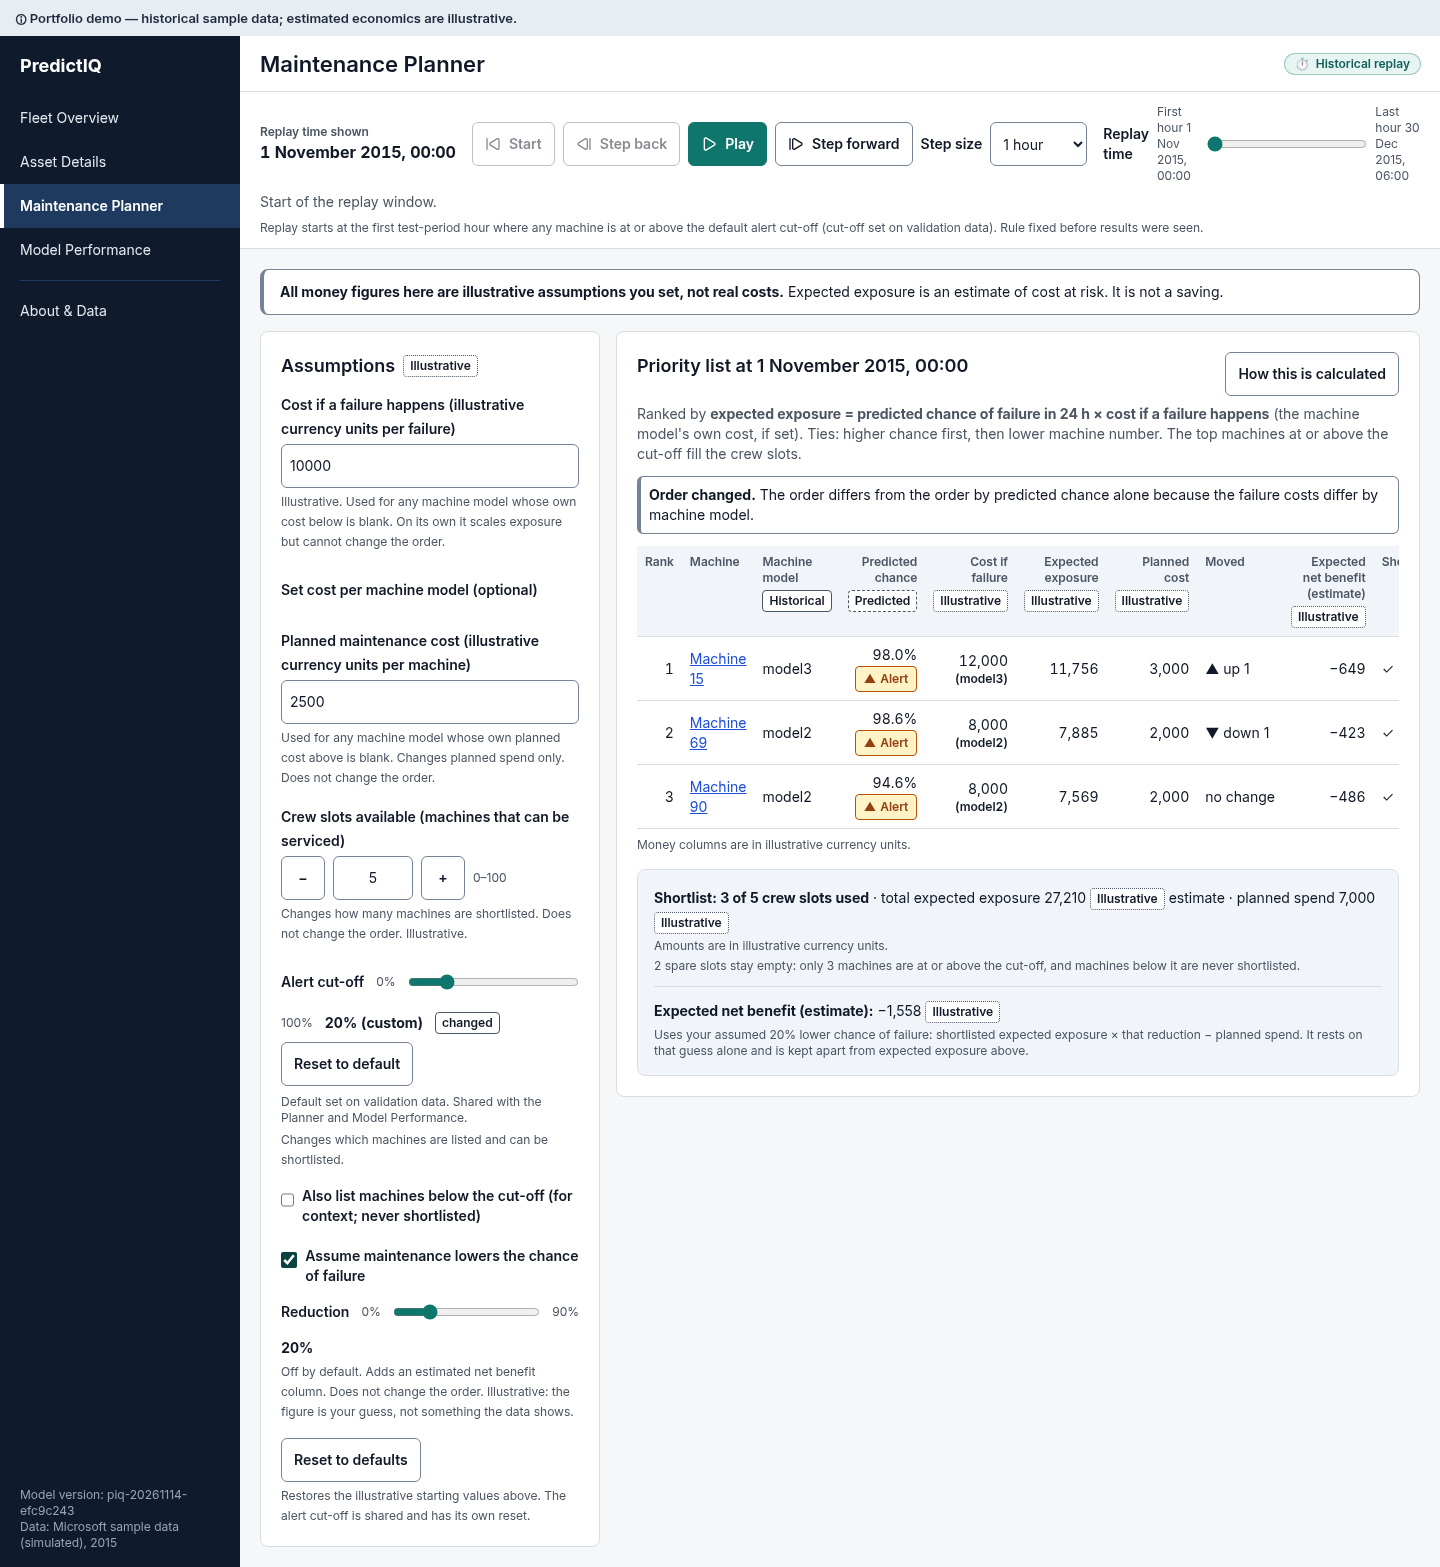 Portfolio demo — historical sample data; estimated economics are illustrative.
PredictIQ
Fleet Overview
Asset Details
Maintenance Planner
Model Performance
About & Data
Model version: piq-20261114-
efc9c243
Data: Microsoft sample data
(simulated), 2015
Maintenance Planner
Historical replay
Replay time shown
1 November 2015, 00:00
Start
Step back
Play
Step forward
Step size
1 hour
Replay
time
First
hour 1
Nov
2015,
00:00
Last
hour 30
Dec
2015,
06:00
Start of the replay window.
Replay starts at the first test-period hour where any machine is at or above the default alert cut-off (cut-off set on validation data). Rule fixed before results were seen.
All money figures here are illustrative assumptions you set, not real costs. Expected exposure is an estimate of cost at risk. It is not a saving.
Assumptions Illustrative
Cost if a failure happens (illustrative
currency units per failure)
10000
Illustrative. Used for any machine model whose own
cost below is blank. On its own it scales exposure
but cannot change the order.
Set cost per machine model (optional)
Planned maintenance cost (illustrative
currency units per machine)
2500
Used for any machine model whose own planned
cost above is blank. Changes planned spend only.
Does not change the order.
Crew slots available (machines that can be
serviced)
− 5 + 0–100
Changes how many machines are shortlisted. Does
not change the order. Illustrative.
Alert cut-off 0%
100% 20% (custom) changed
Reset to default
Default set on validation data. Shared with the
Planner and Model Performance.
Changes which machines are listed and can be
shortlisted.
Also list machines below the cut-off (for
context; never shortlisted)
Assume maintenance lowers the chance
of failure
Reduction 0% 90%
20%
Off by default. Adds an estimated net benefit
column. Does not change the order. Illustrative: the
figure is your guess, not something the data shows.
Reset to defaults
Restores the illustrative starting values above. The
alert cut-off is shared and has its own reset.
Priority list at 1 November 2015, 00:00
How this is calculated
Ranked by expected exposure = predicted chance of failure in 24 h × cost if a failure happens (the machine
model's own cost, if set). Ties: higher chance first, then lower machine number. The top machines at or above the
cut-off fill the crew slots.
Order changed. The order differs from the order by predicted chance alone because the failure costs differ by
machine model.
Rank Machine Machine model Historical Predicted chance Predicted Cost if failure Illustrative Expected exposure Illustrative Planned cost Illustrative Moved Expected net benefit (estimate) Illustrative Sho
1 Machine 15 model3 98.0% ▲ Alert 12,000 (model3) 11,756 3,000 ▲ up 1 −649 ✓
2 Machine 69 model2 98.6% ▲ Alert 8,000 (model2) 7,885 2,000 ▼ down 1 −423 ✓
3 Machine 90 model2 94.6% ▲ Alert 8,000 (model2) 7,569 2,000 no change −486 ✓
Money columns are in illustrative currency units.
Shortlist: 3 of 5 crew slots used · total expected exposure 27,210 Illustrative estimate · planned spend 7,000
Illustrative
Amounts are in illustrative currency units.
2 spare slots stay empty: only 3 machines are at or above the cut-off, and machines below it are never shortlisted.
Expected net benefit (estimate): −1,558 Illustrative
Uses your assumed 20% lower chance of failure: shortlisted expected exposure × that reduction − planned spend. It rests on
that guess alone and is kept apart from expected exposure above.